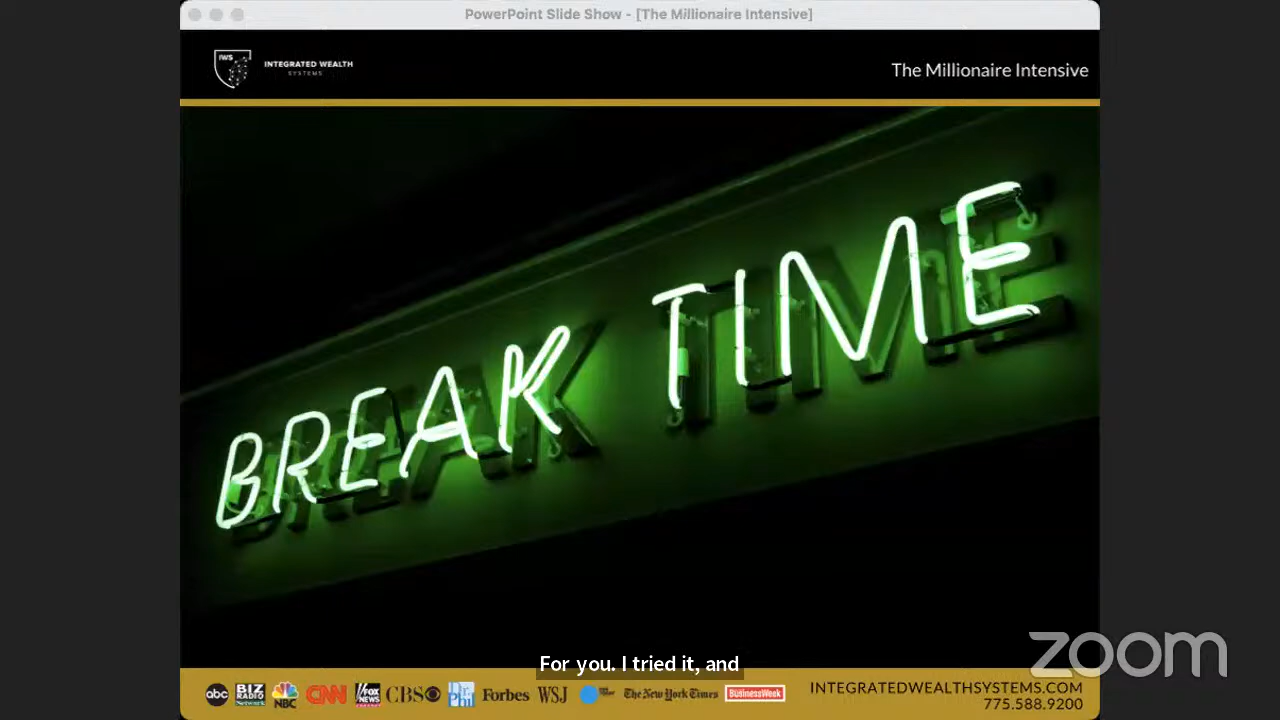 PowerPoint Slide Show - [The Millionaire Intensive]
IWS
INTEGRATED WEALTH
SYSTEMS
The Millionaire Intensive
BREAK TIME
For you. I tried it, and
zoom
abc BIZ RADIO Network NBC CNN FOX NEWS CBS Forbes WSJ The New York Times BusinessWeek
INTEGRATEDWEALTHSYSTEMS.COM
775.588.9200